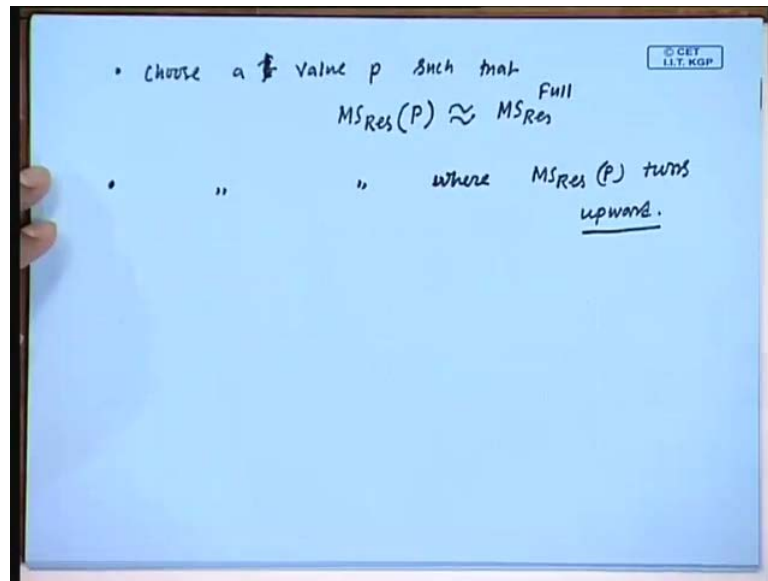 © CET
I.I.T. KGP
• Choose a value p such that
MSRes(P) ≈ MSRes Full
• " " where MSRes(P) turns
upward.